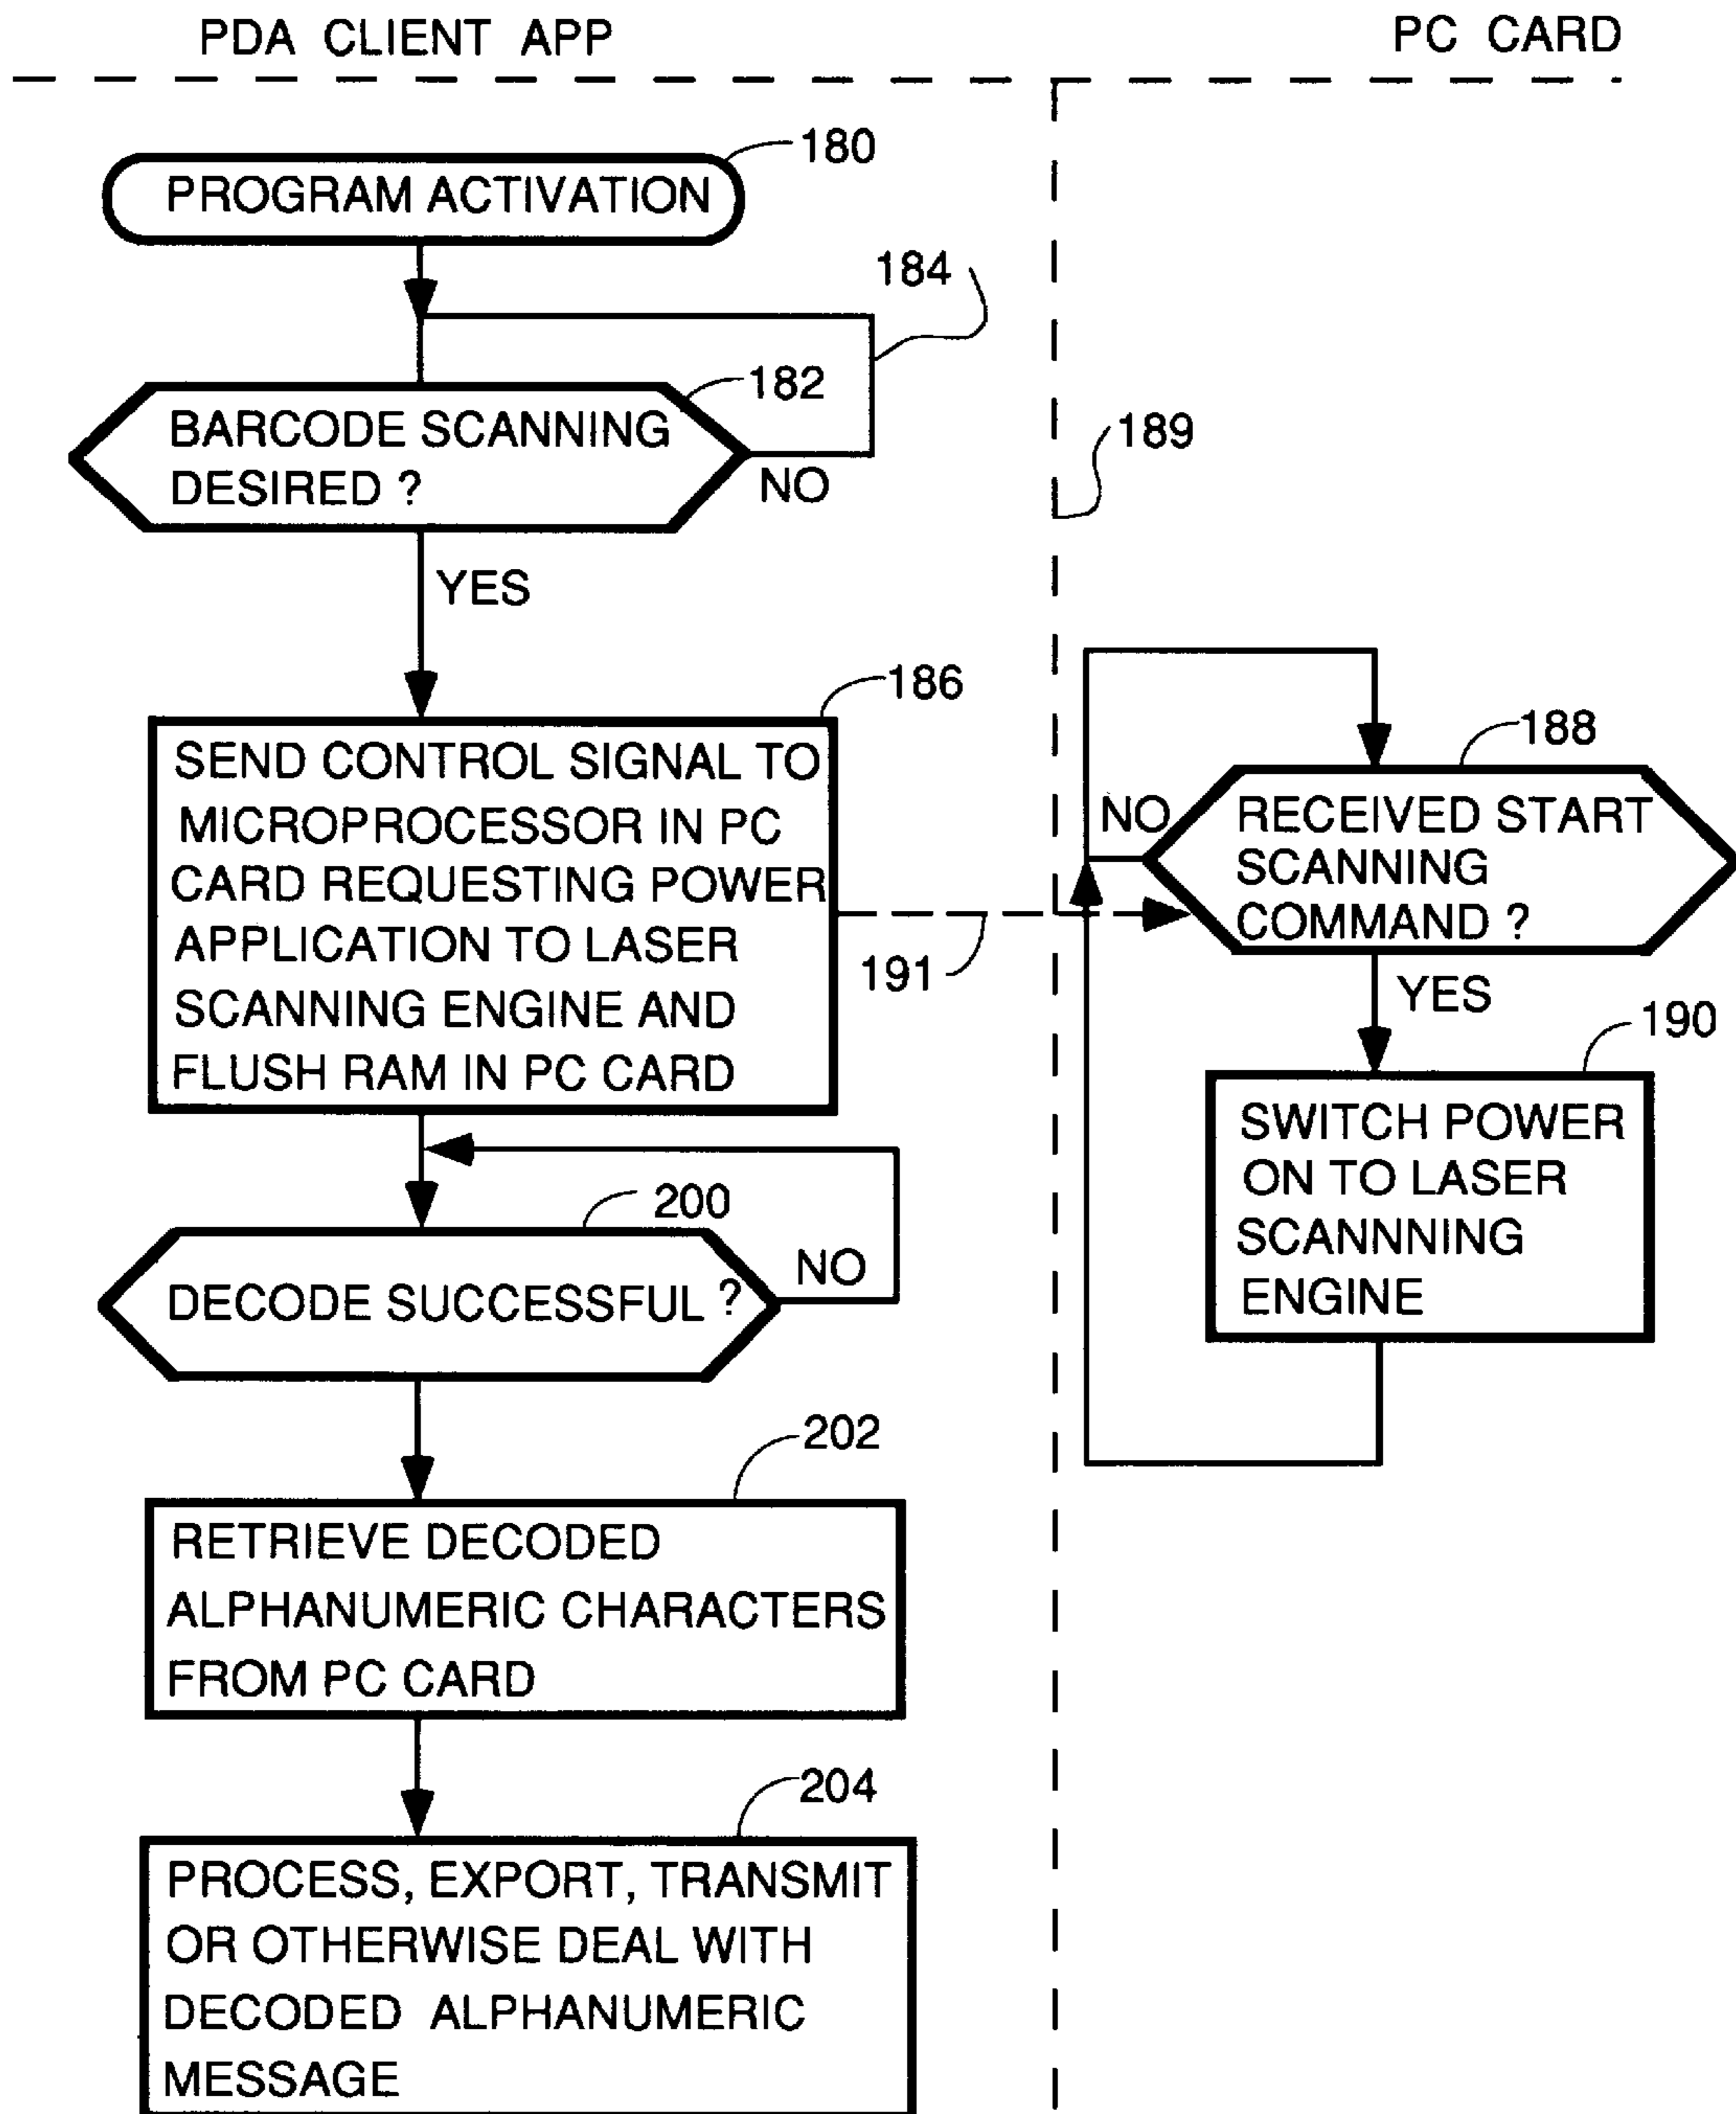 PDA CLIENT APP
PC CARD
180
PROGRAM ACTIVATION
184
182
BARCODE SCANNING
DESIRED ?
NO
189
YES
186
SEND CONTROL SIGNAL TO
MICROPROCESSOR IN PC
CARD REQUESTING POWER
APPLICATION TO LASER
SCANNING ENGINE AND
FLUSH RAM IN PC CARD
191
188
NO
RECEIVED START
SCANNING
COMMAND ?
YES
190
SWITCH POWER
ON TO LASER
SCANNNING
ENGINE
200
DECODE SUCCESSFUL ?
NO
202
RETRIEVE DECODED
ALPHANUMERIC CHARACTERS
FROM PC CARD
204
PROCESS, EXPORT, TRANSMIT
OR OTHERWISE DEAL WITH
DECODED ALPHANUMERIC
MESSAGE